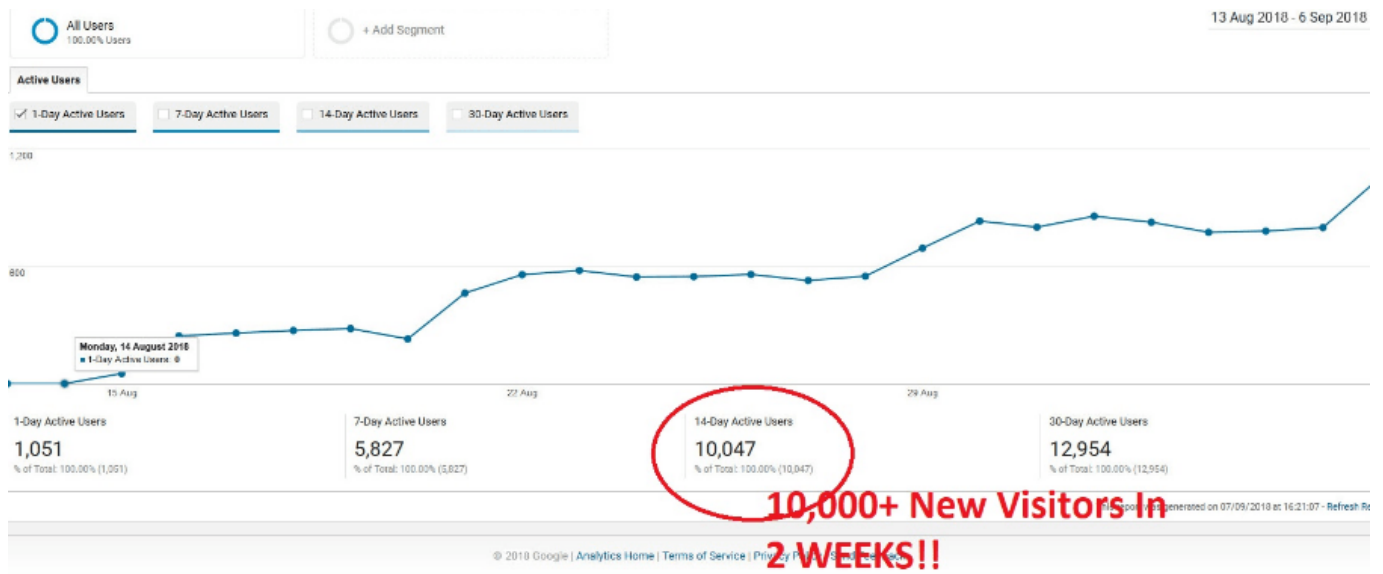 All Users
100.00% Users
+ Add Segment
13 Aug 2018 - 6 Sep 2018
Active Users
1-Day Active Users
7-Day Active Users
14-Day Active Users
30-Day Active Users
1,200
600
Monday, 14 August 2018
1-Day Active Users: 0
15 Aug
22 Aug
29 Aug
1-Day Active Users
1,051
% of Total: 100.00% (1,051)
7-Day Active Users
5,827
% of Total: 100.00% (5,827)
14-Day Active Users
10,047
% of Total: 100.00% (10,047)
30-Day Active Users
12,954
% of Total: 100.00% (12,954)
10,000+ New Visitors In
2 WEEKS!!
generated on 07/09/2018 at 16:21:07 - Refresh Re
© 2018 Google | Analytics Home | Terms of Service |